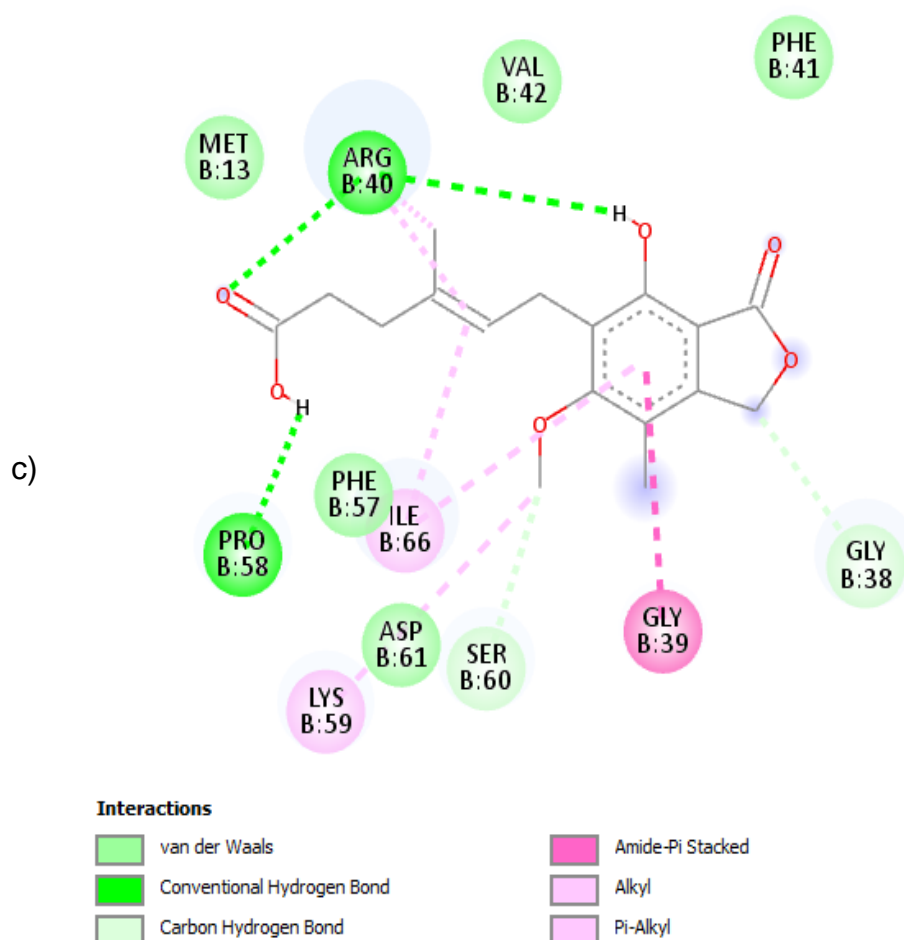 PHE
B:41
VAL
B:42
MET
B:13
ARG
B:40
H
O
O
O
O
O
H
O
c)
PHE
B:57
ILE
B:66
PRO
B:58
GLY
B:38
ASP
B:61
SER
B:60
GLY
B:39
LYS
B:59
Interactions
van der Waals
Conventional Hydrogen Bond
Carbon Hydrogen Bond
Amide-Pi Stacked
Alkyl
Pi-Alkyl